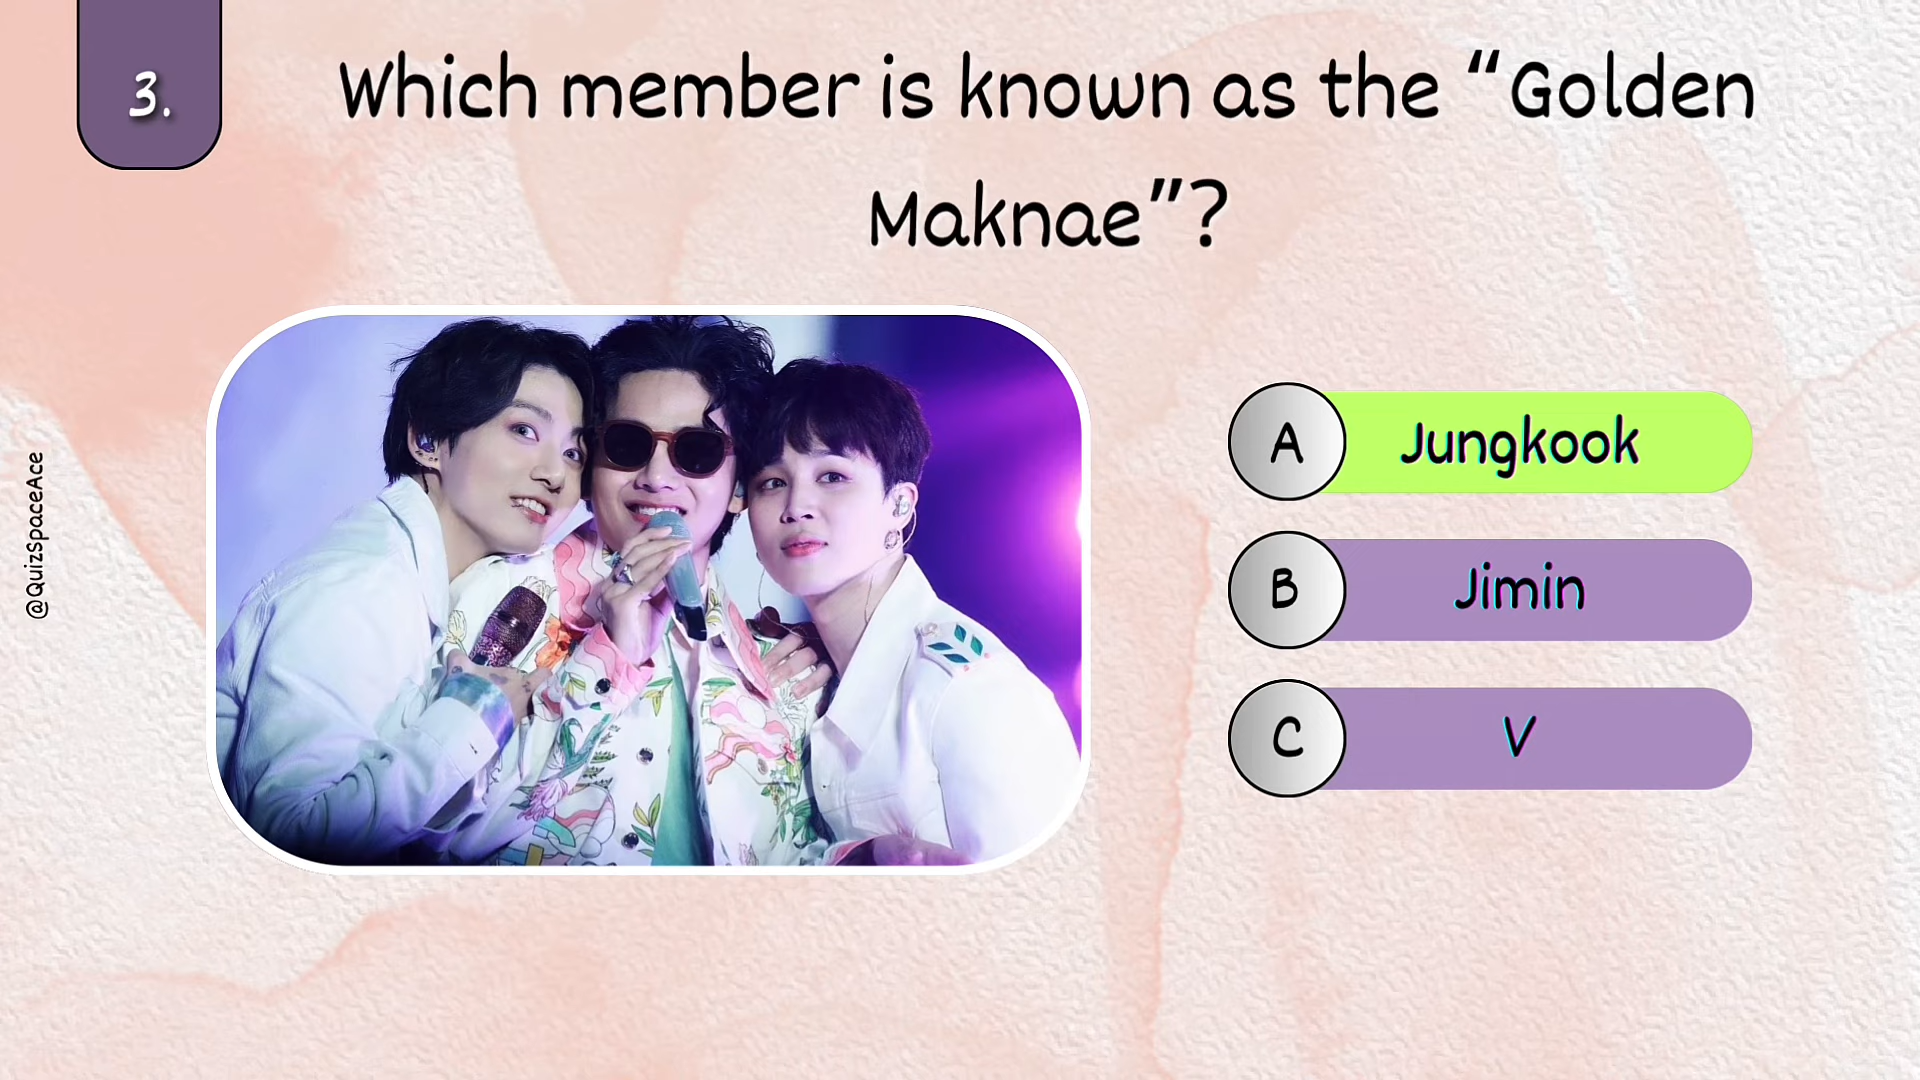 3.
Which member is known as the “Golden
Maknae”?
@QuizSpaceAce
A Jungkook
B Jimin
C V